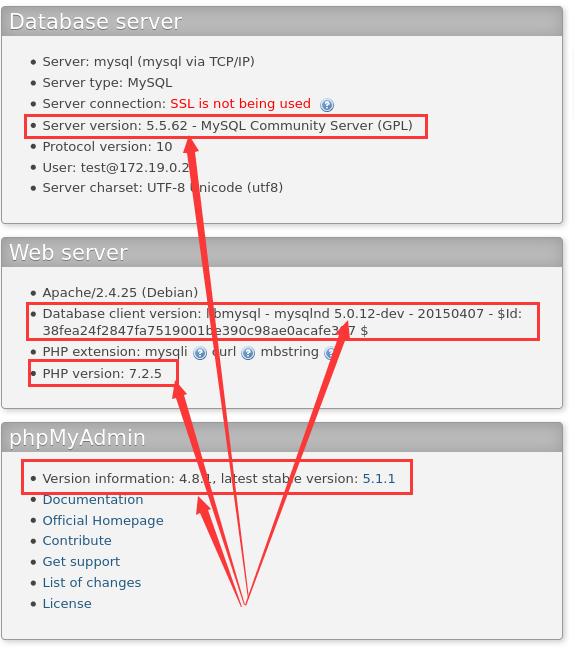 Database server
Server: mysql (mysql via TCP/IP)
Server type: MySQL
Server connection: SSL is not being used
Server version: 5.5.62 - MySQL Community Server (GPL)
Protocol version: 10
User: test@172.19.0.2
Server charset: UTF-8 Unicode (utf8)
Web server
Apache/2.4.25 (Debian)
Database client version: libmysql - mysqlnd 5.0.12-dev - 20150407 - $Id:
$
PHP extension: mysqli curl mbstring
PHP version: 7.2.5
phpMyAdmin
Version information: 4.8.1, latest stable version: 5.1.1
Documentation
Official Homepage
Contribute
Get support
List of changes
License